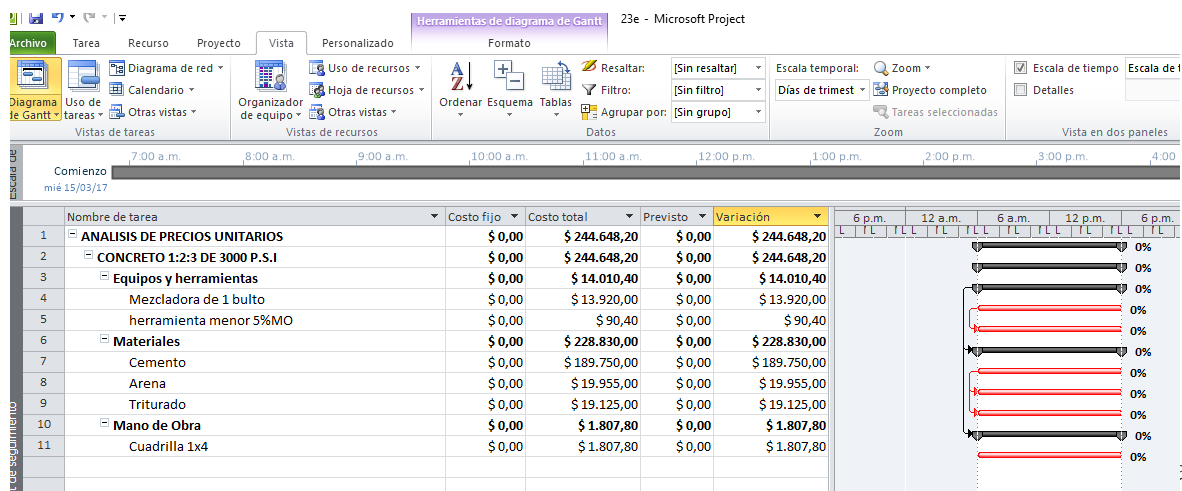 Herramientas de diagrama de Gantt 23e - Microsoft Project
Archivo Tarea Recurso Proyecto Vista Personalizado Formato
Diagrama de Gantt Uso de tareas Diagrama de red Calendario Otras vistas
Vistas de tareas
Organizador de equipo Uso de recursos Hoja de recursos Otras vistas
Vistas de recursos
Ordenar Esquema Tablas Resaltar: [Sin resaltar] Filtro: [Sin filtro] Agrupar por: [Sin grupo]
Datos
Escala temporal: Días de trimest Zoom Proyecto completo Tareas seleccionadas
Zoom
Escala de tiempo Escala de t Detalles
Vista en dos paneles
7:00 a.m. 8:00 a.m. 9:00 a.m. 10:00 a.m. 11:00 a.m. 12:00 p.m. 1:00 p.m. 2:00 p.m. 3:00 p.m. 4:00
Comienzo
mié 15/03/17
Nombre de tarea Costo fijo Costo total Previsto Variación 6 p.m. 12 a.m. 6 a.m. 12 p.m. 6 p.m.
1 ANALISIS DE PRECIOS UNITARIOS $ 0,00 $ 244.648,20 $ 0,00 $ 244.648,20 0%
2 CONCRETO 1:2:3 DE 3000 P.S.I $ 0,00 $ 244.648,20 $ 0,00 $ 244.648,20 0%
3 Equipos y herramientas $ 0,00 $ 14.010,40 $ 0,00 $ 14.010,40 0%
4 Mezcladora de 1 bulto $ 0,00 $ 13.920,00 $ 0,00 $ 13.920,00 0%
5 herramienta menor 5%MO $ 0,00 $ 90,40 $ 0,00 $ 90,40 0%
6 Materiales $ 0,00 $ 228.830,00 $ 0,00 $ 228.830,00 0%
7 Cemento $ 0,00 $ 189.750,00 $ 0,00 $ 189.750,00 0%
8 Arena $ 0,00 $ 19.955,00 $ 0,00 $ 19.955,00 0%
9 Triturado $ 0,00 $ 19.125,00 $ 0,00 $ 19.125,00 0%
10 Mano de Obra $ 0,00 $ 1.807,80 $ 0,00 $ 1.807,80 0%
11 Cuadrilla 1x4 $ 0,00 $ 1.807,80 $ 0,00 $ 1.807,80 0%
t de seguimiento